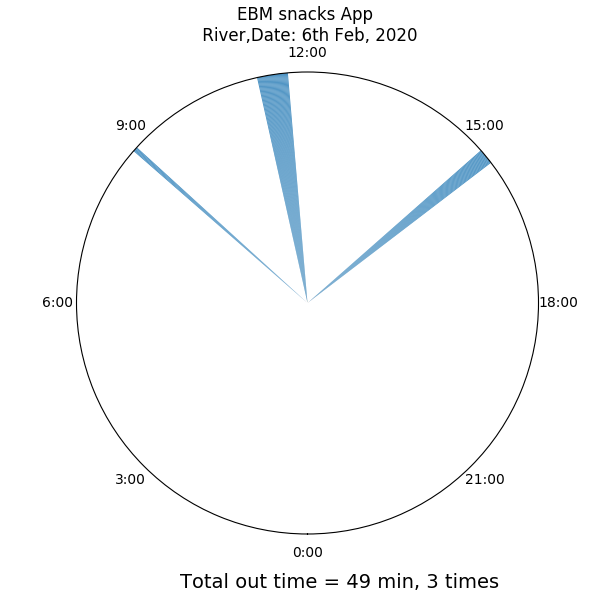 EBM snacks App
River,Date: 6th Feb, 2020
12:00
9:00
15:00
6:00
18:00
3:00
21:00
0:00
Total out time = 49 min, 3 times